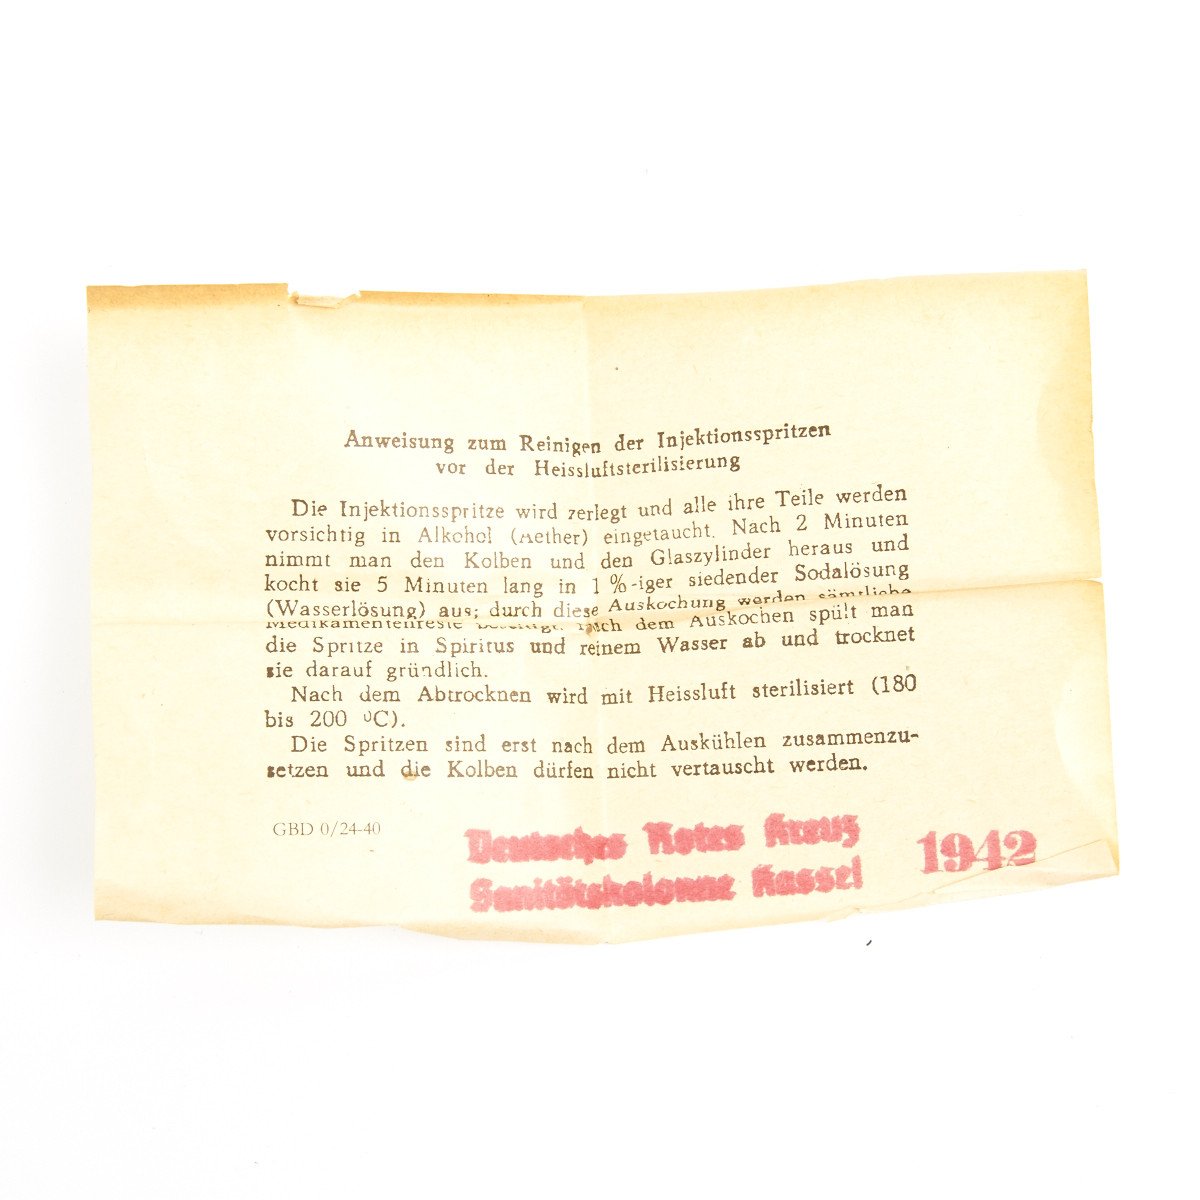 Anweisung zum Reinigen der Injektionsspritzen
vor der Heissluftsterilisierung
Die Injektionsspritze wird zerlegt und alle ihre Teile werden
vorsichtig in Alkohol (Aether) eingetaucht. Nach 2 Minuten
nimmt man den Kolben und den Glaszylinder heraus und
kocht sie 5 Minuten lang in 1 %-iger siedender Sodalösung
(Wasserlösung) aus; durch diese Auskochung werden sämtliche
Medikamentenreste beseitigt. Nach dem Auskochen spült man
die Spritze in Spiritus und reinem Wasser ab und trocknet
sie darauf gründlich.
Nach dem Abtrocknen wird mit Heissluft sterilisiert (180
bis 200 ⁰C).
Die Spritzen sind erst nach dem Auskühlen zusammenzu-
setzen und die Kolben dürfen nicht vertauscht werden.
GBD 0/24-40
Deutsches Rotes Kreuz
Sanitätskolonne Kassel
1942